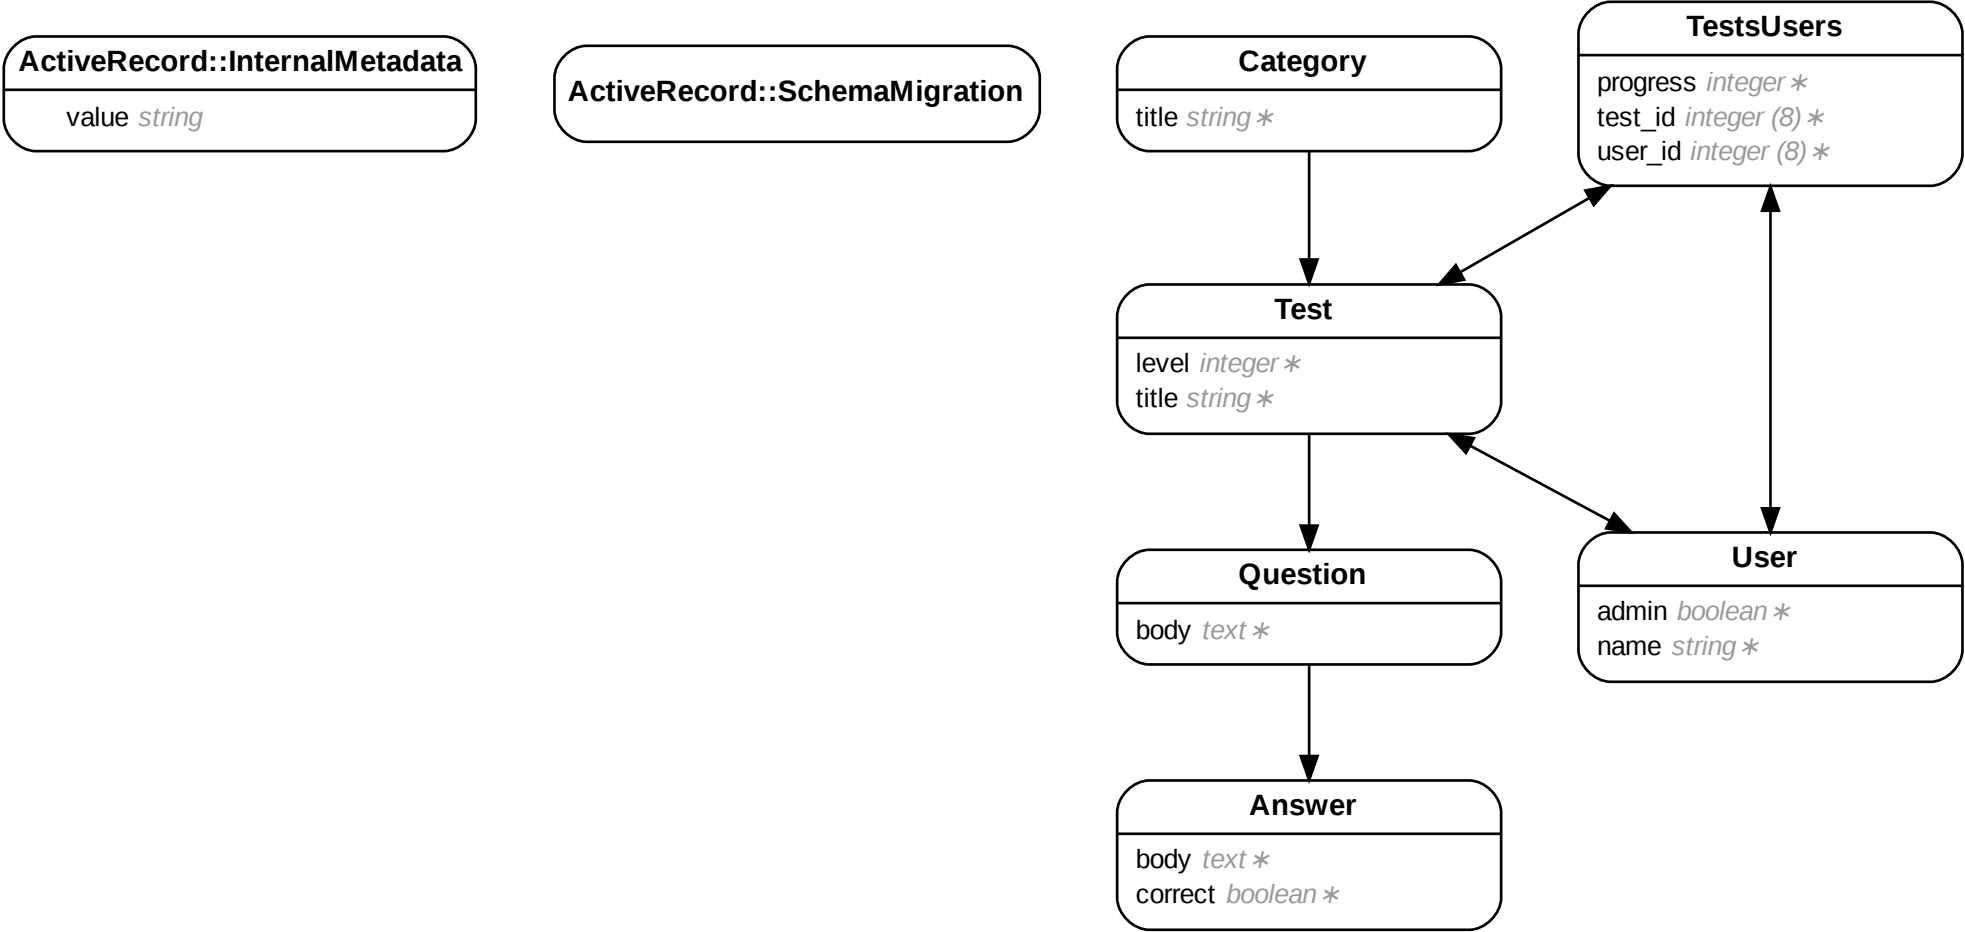 ActiveRecord::InternalMetadata
value string
ActiveRecord::SchemaMigration
Category
title string ∗
TestsUsers
progress integer ∗
test_id integer (8) ∗
user_id integer (8) ∗
Test
level integer ∗
title string ∗
Question
body text ∗
User
admin boolean ∗
name string ∗
Answer
body text ∗
correct boolean ∗